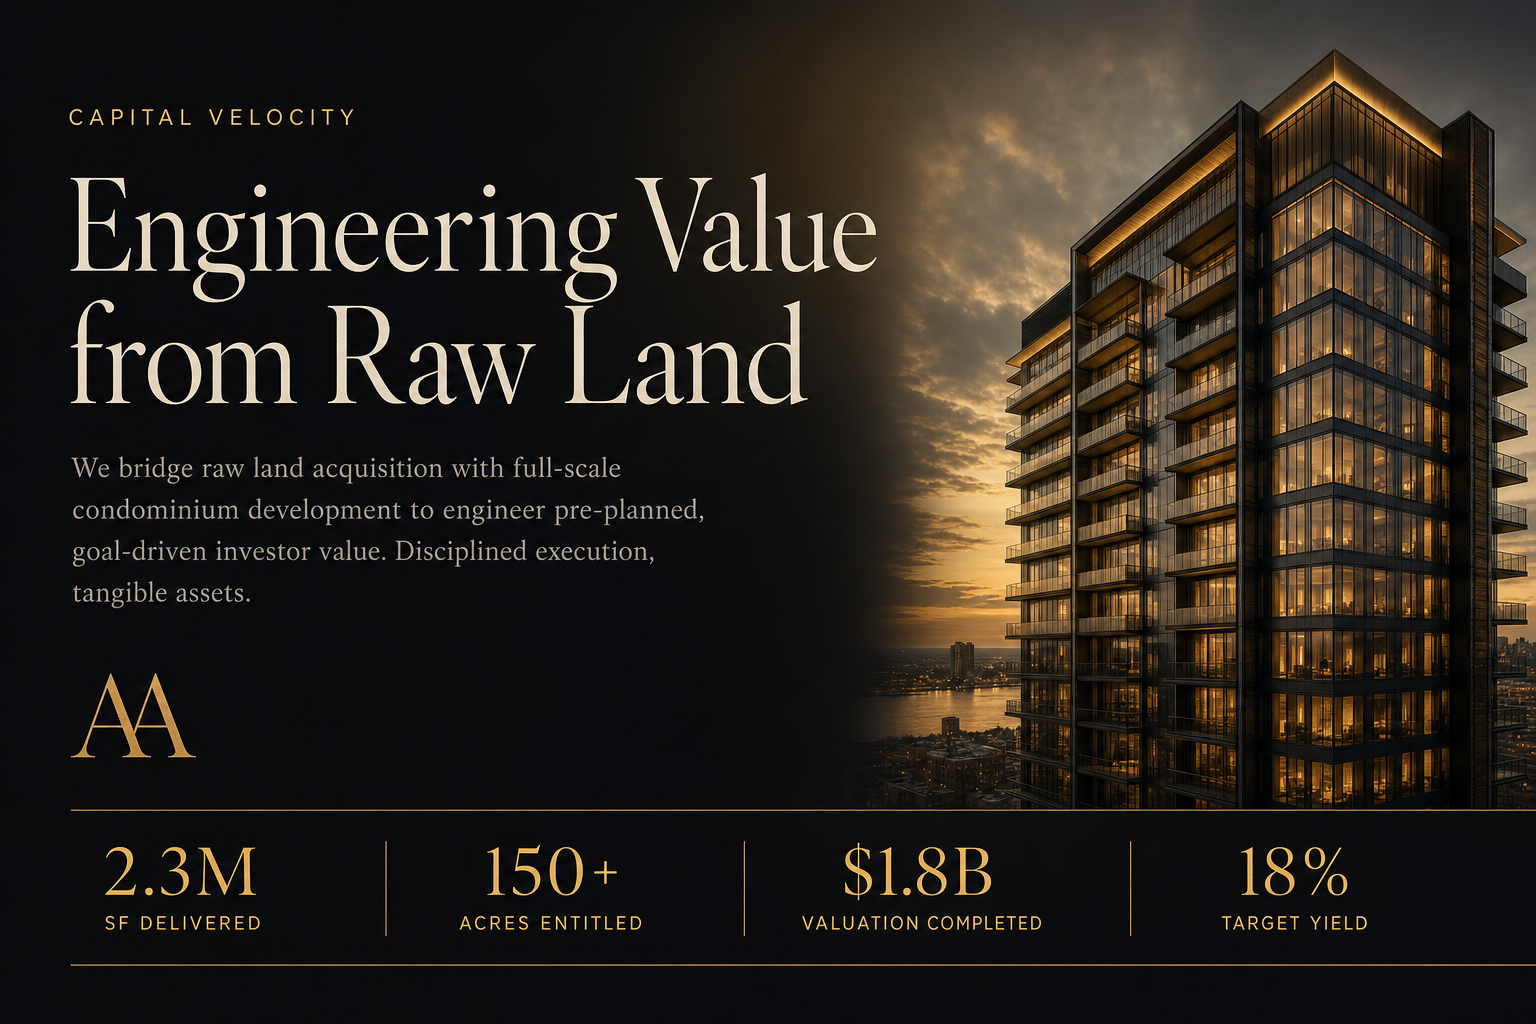 CAPITAL VELOCITY
Engineering Value
from Raw Land
We bridge raw land acquisition with full-scale
condominium development to engineer pre-planned,
goal-driven investor value. Disciplined execution,
tangible assets.
AA
2.3M
SF DELIVERED
150+
ACRES ENTITLED
$1.8B
VALUATION COMPLETED
18%
TARGET YIELD